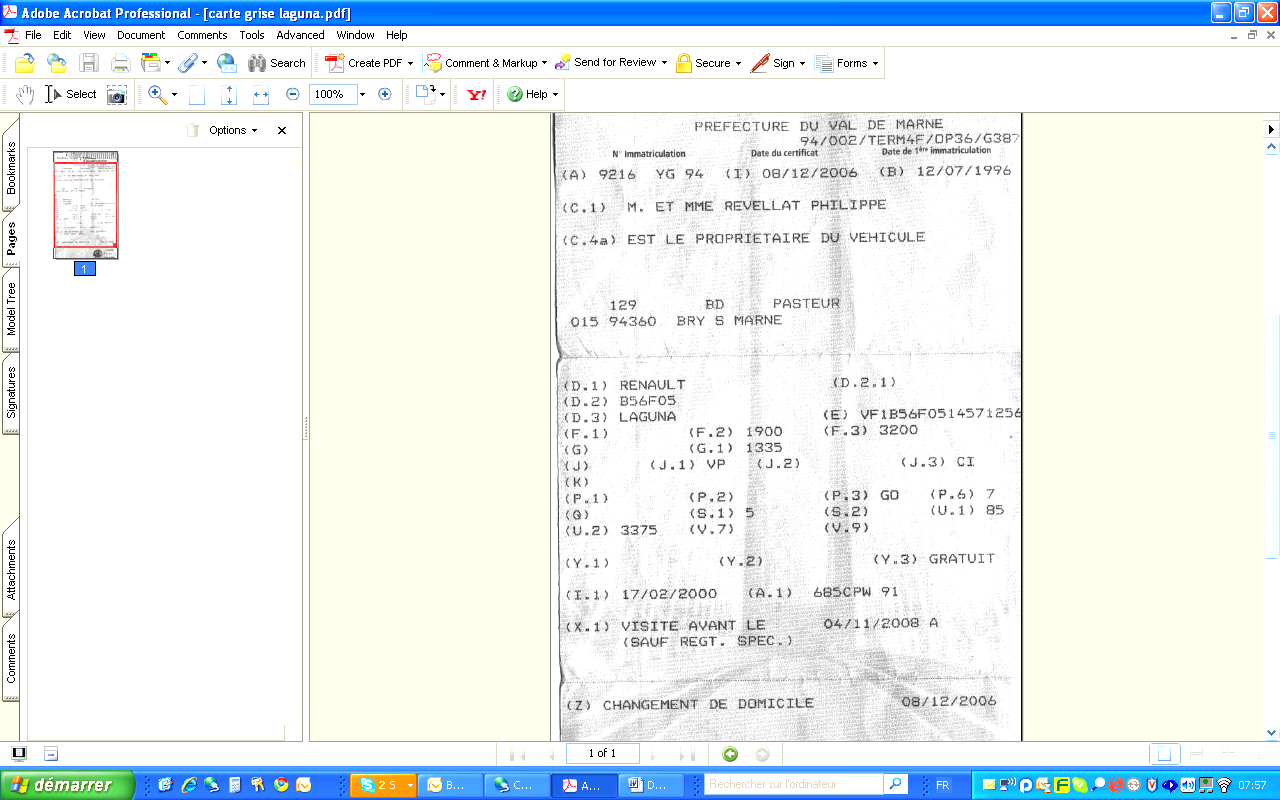 Adobe Acrobat Professional - [carte grise laguna.pdf]
File Edit View Document Comments Tools Advanced Window Help
Search Create PDF Comment & Markup Send for Review Secure Sign Forms
Select 100% Y! Help
Options
Bookmarks
Pages
Model Tree
Signatures
Attachments
Comments
1
PREFECTURE DU VAL DE MARNE
94/002/TERM4F/OP36/G387
N° Immatriculation Date du certificat Date de 1ère immatriculation
(A) 9216 YG 94 (I) 08/12/2006 (B) 12/07/1996
(C.1) M. ET MME REVELLAT PHILIPPE
(C.4a) EST LE PROPRIETAIRE DU VEHICULE
129 BD PASTEUR
015 94360 BRY S MARNE
(D.1) RENAULT (D.2.1)
(D.2) B56F05
(D.3) LAGUNA (E) VF1B56F0514571256
(F.1) (F.2) 1900 (F.3) 3200
(G) (G.1) 1335
(J) (J.1) VP (J.2) (J.3) CI
(K)
(P.1) (P.2) (P.3) GO (P.6) 7
(Q) (S.1) 5 (S.2) (U.1) 85
(U.2) 3375 (V.7) (V.9)
(Y.1) (Y.2) (Y.3) GRATUIT
(I.1) 17/02/2000 (A.1) 685CPW 91
(X.1) VISITE AVANT LE 04/11/2008 A
(SAUF REGT. SPEC.)
(Z) CHANGEMENT DE DOMICILE 08/12/2006
1 of 1
démarrer 2 S B... C... A... D... Rechercher sur l'ordinateur FR 07:57